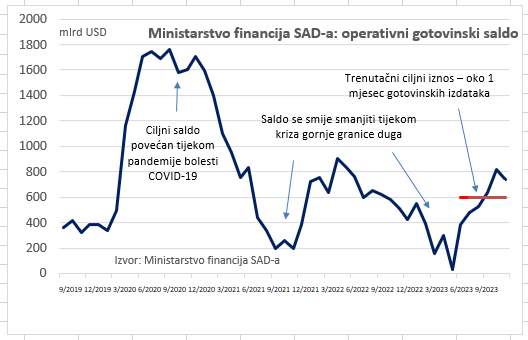 Ministarstvo financija SAD-a: operativni gotovinski saldo
mlrd USD
2000
1800
1600
1400
1200
1000
800
600
400
200
0
Trenutačni ciljni iznos – oko 1
mjesec gotovinskih izdataka
Saldo se smije smanjiti tijekom
kriza gornje granice duga
Ciljni saldo
povećan tijekom
pandemije bolesti
COVID-19
Izvor: Ministarstvo financija SAD-a
9/2019 12/2019 3/2020 6/2020 9/2020 12/2020 3/2021 6/2021 9/2021 12/2021 3/2022 6/2022 9/2022 12/2022 3/2023 6/2023 9/2023